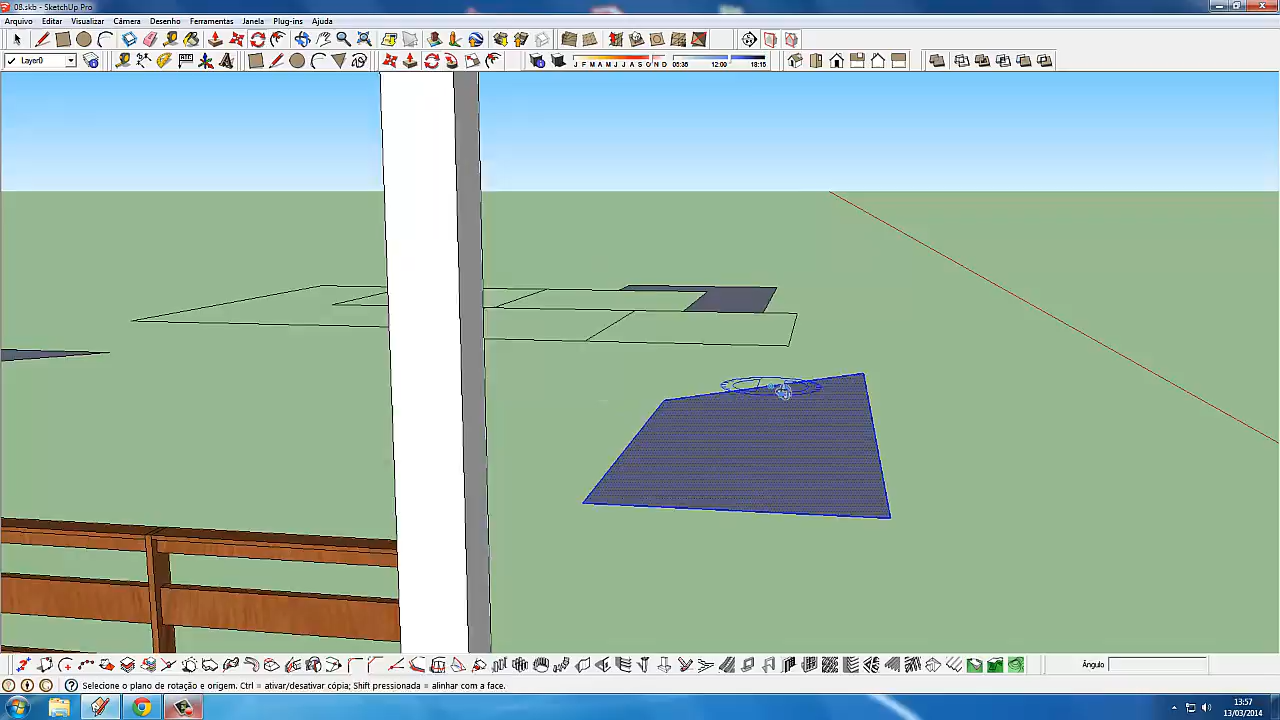 08.skb - SketchUp Pro
Arquivo Editar Visualizar Câmera Desenho Ferramentas Janela Plug-ins Ajuda
Layer0
J F M A M J J A S O N D
06:36 12:00 18:15
Ângulo
Selecione o plano de rotação e origem. Ctrl = ativar/desativar cópia; Shift pressionada = alinhar com a face.
13:57
13/03/2014